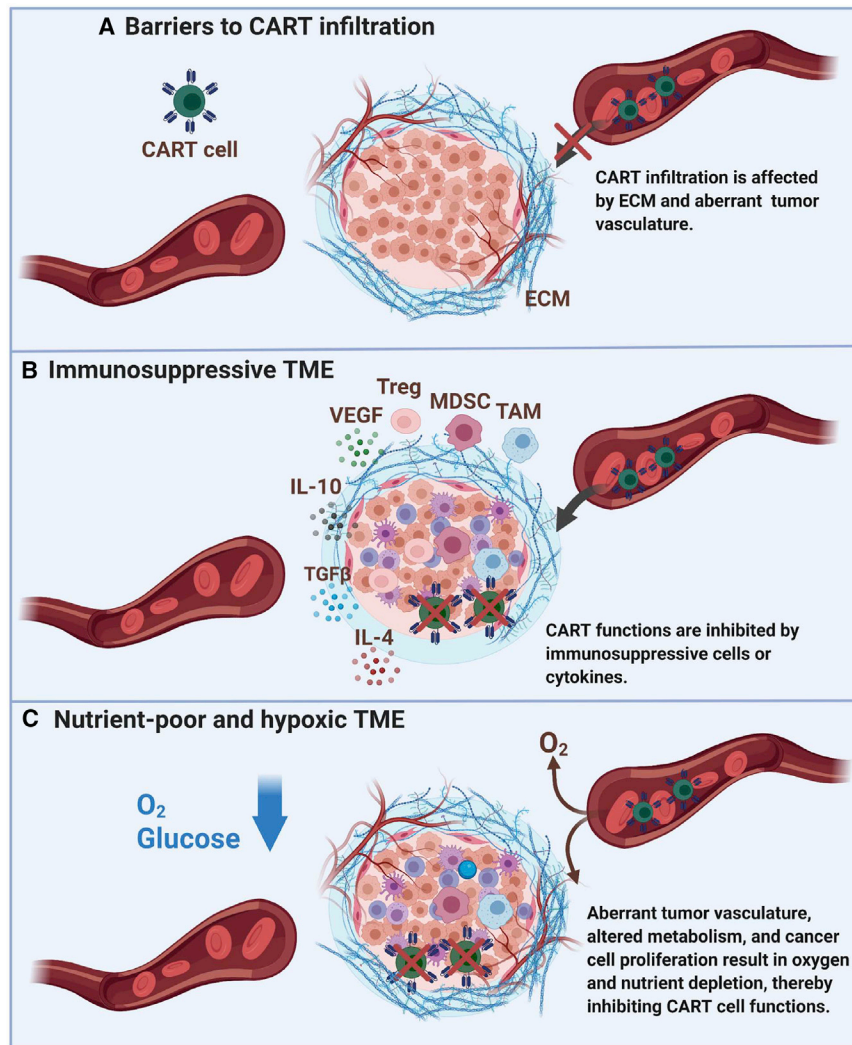 A Barriers to CART infiltration
CART cell
CART infiltration is affected
by ECM and aberrant tumor
vasculature.
ECM
B Immunosuppressive TME
Treg
MDSC
TAM
VEGF
IL-10
TGFβ
IL-4
CART functions are inhibited by
immunosuppressive cells or
cytokines.
C Nutrient-poor and hypoxic TME
O₂
Glucose
O₂
Aberrant tumor vasculature,
altered metabolism, and cancer
cell proliferation result in oxygen
and nutrient depletion, thereby
inhibiting CART cell functions.